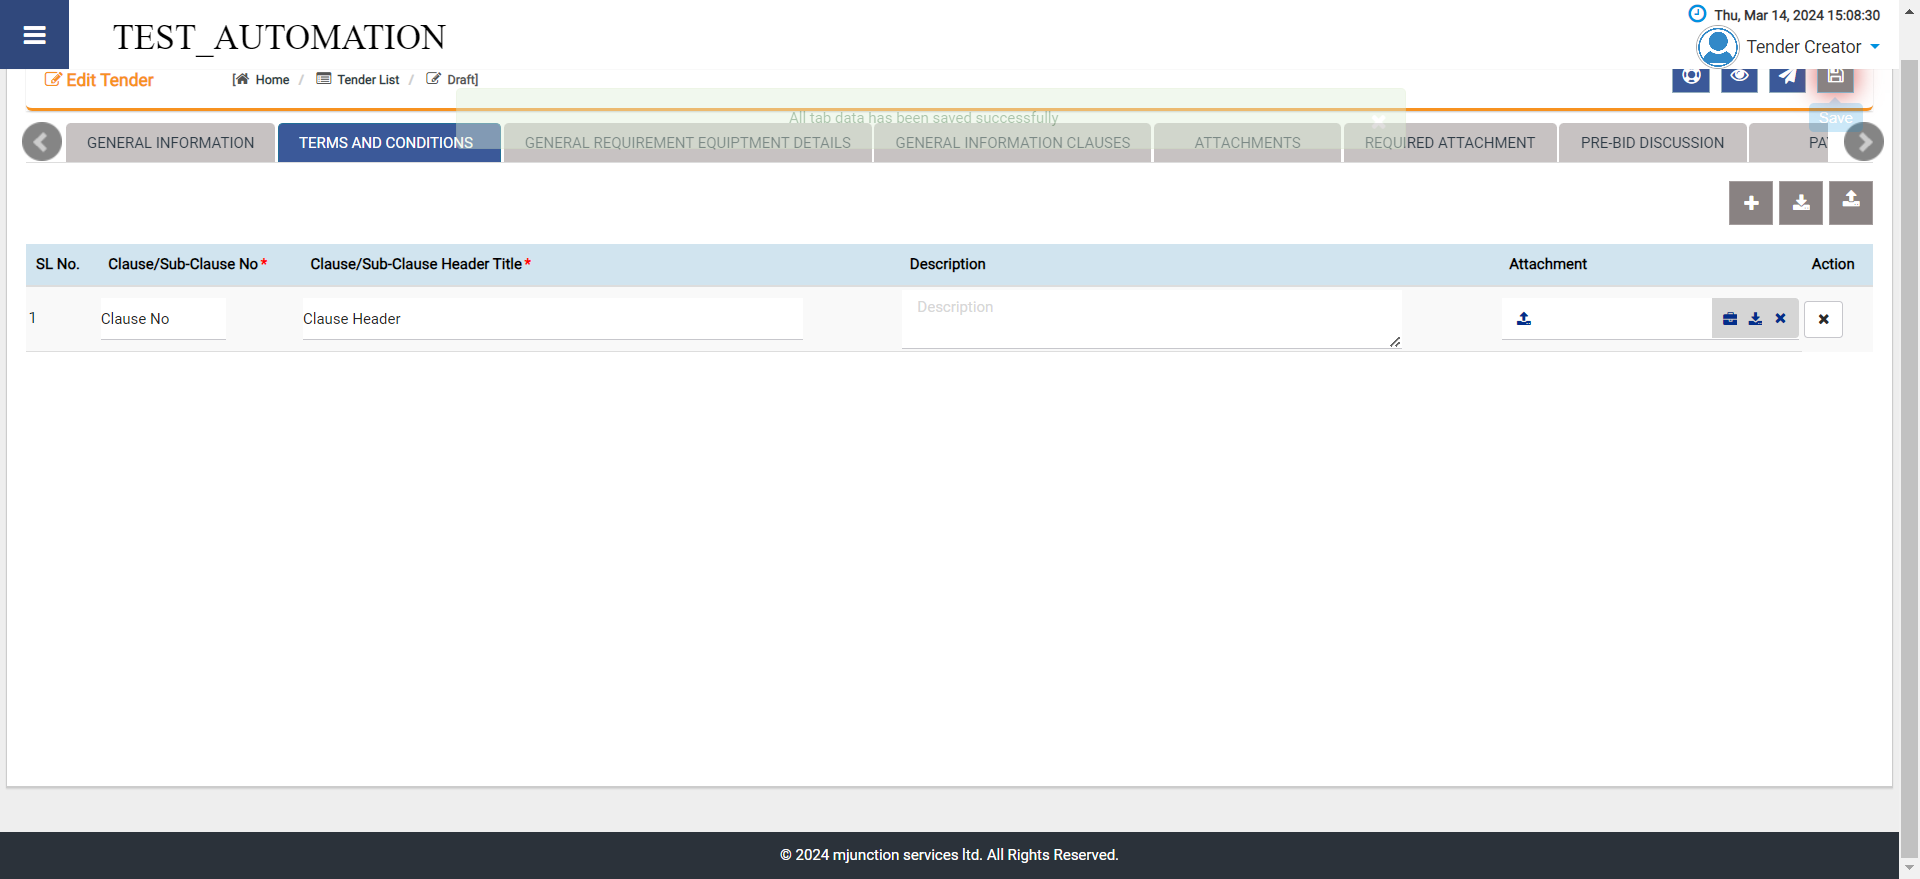 TEST_AUTOMATION
Thu, Mar 14, 2024 15:08:30
Tender Creator
Edit Tender
[ Home / Tender List / Draft]
All tab data has been saved successfully
Save
GENERAL INFORMATION
TERMS AND CONDITIONS
GENERAL REQUIREMENT EQUIPTMENT DETAILS
GENERAL INFORMATION CLAUSES
ATTACHMENTS
REQUIRED ATTACHMENT
PRE-BID DISCUSSION
PA
SL No. Clause/Sub-Clause No* Clause/Sub-Clause Header Title* Description Attachment Action
1 Clause No Clause Header Description
© 2024 mjunction services ltd. All Rights Reserved.